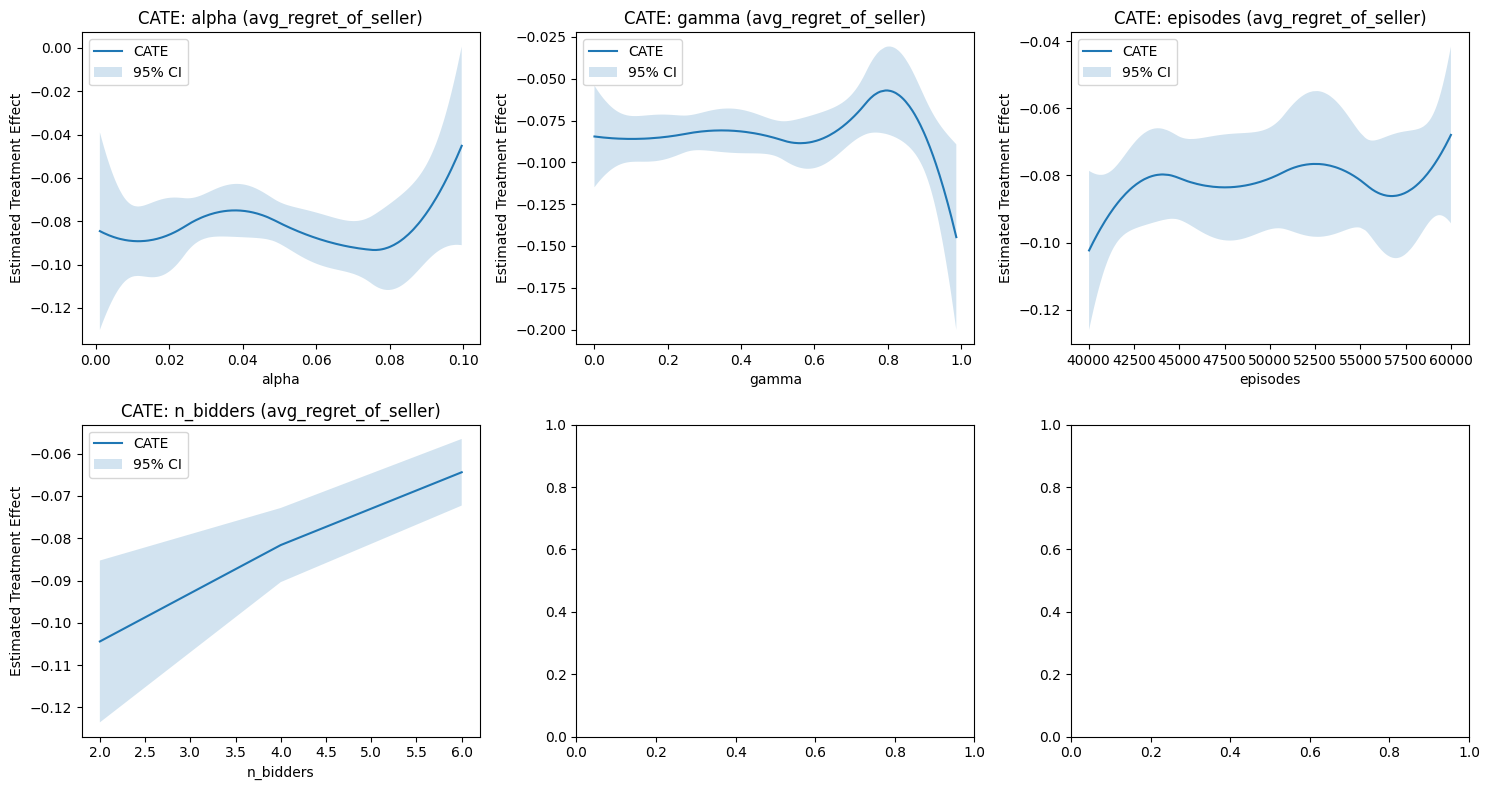 CATE: alpha (avg_regret_of_seller)
CATE
95% CI
0.00
−0.02
−0.04
−0.06
−0.08
−0.10
−0.12
Estimated Treatment Effect
0.00 0.02 0.04 0.06 0.08 0.10
alpha
CATE: gamma (avg_regret_of_seller)
CATE
95% CI
−0.025
−0.050
−0.075
−0.100
−0.125
−0.150
−0.175
−0.200
Estimated Treatment Effect
0.0 0.2 0.4 0.6 0.8 1.0
gamma
CATE: episodes (avg_regret_of_seller)
CATE
95% CI
−0.04
−0.06
−0.08
−0.10
−0.12
Estimated Treatment Effect
40000 42500 45000 47500 50000 52500 55000 57500 60000
episodes
CATE: n_bidders (avg_regret_of_seller)
CATE
95% CI
−0.06
−0.07
−0.08
−0.09
−0.10
−0.11
−0.12
Estimated Treatment Effect
2.0 2.5 3.0 3.5 4.0 4.5 5.0 5.5 6.0
n_bidders
1.0
0.8
0.6
0.4
0.2
0.0
0.0 0.2 0.4 0.6 0.8 1.0
1.0
0.8
0.6
0.4
0.2
0.0
0.0 0.2 0.4 0.6 0.8 1.0